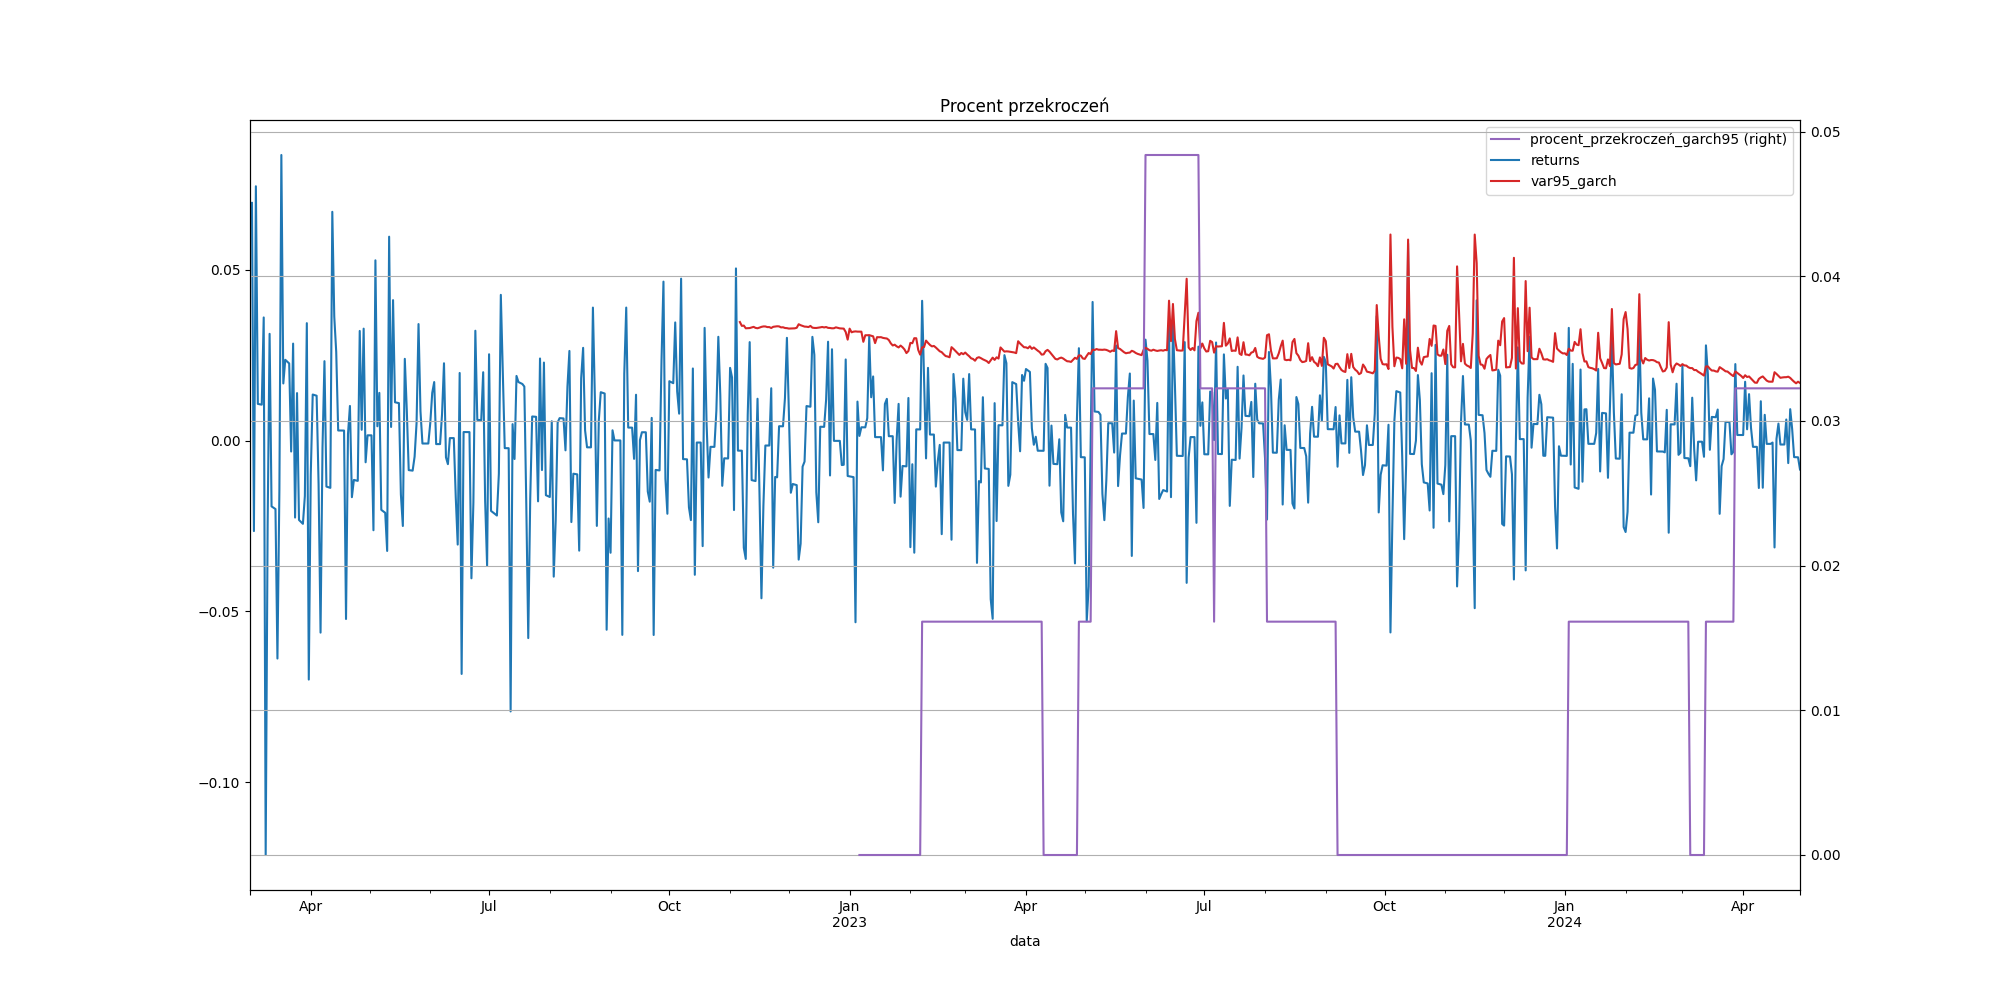 Procent przekroczeń
procent_przekroczeń_garch95 (right)
returns
var95_garch
0.05
0.00
−0.05
−0.10
0.05
0.04
0.03
0.02
0.01
0.00
Apr
Jul
Oct
Jan
2023
Apr
Jul
Oct
Jan
2024
Apr
data